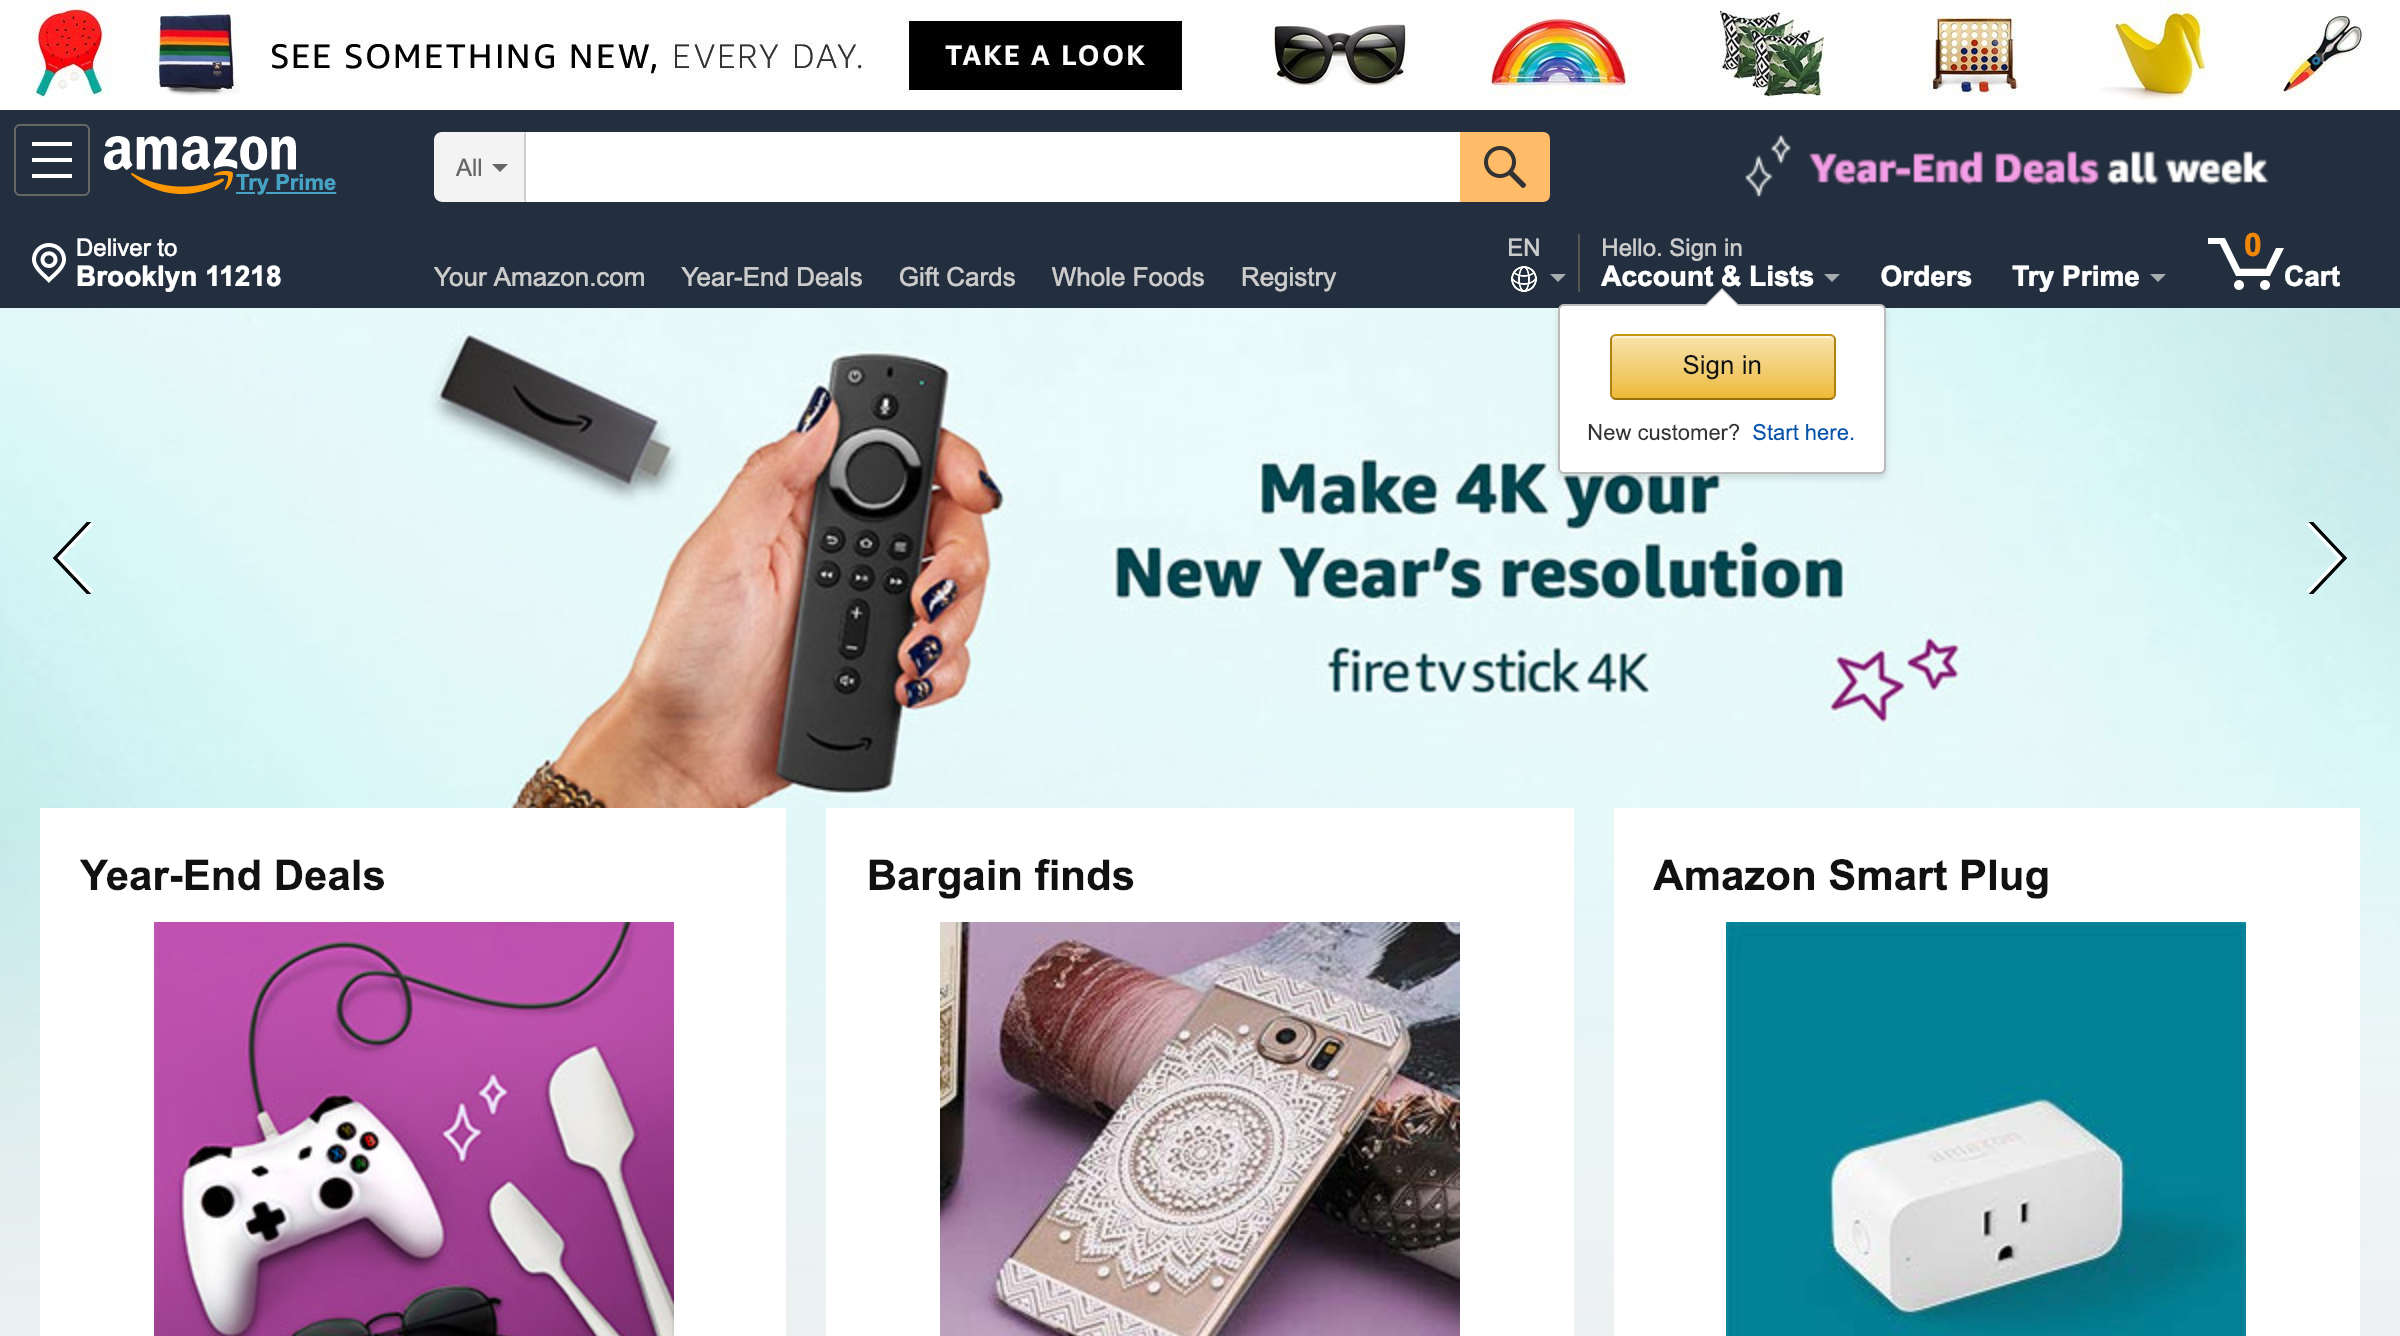 SEE SOMETHING NEW, EVERY DAY.
TAKE A LOOK
amazon
Try Prime
All
Year-End Deals all week
Deliver to
Brooklyn 11218
Your Amazon.com
Year-End Deals
Gift Cards
Whole Foods
Registry
EN
Hello. Sign in
Account & Lists
Orders
Try Prime
0
Cart
Sign in
New customer? Start here.
Make 4K your
New Year's resolution
fire tv stick 4K
Year-End Deals
Bargain finds
Amazon Smart Plug
amazon